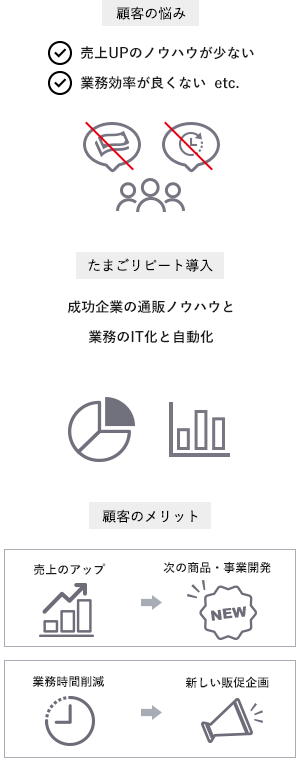 顧客の悩み
売上UPのノウハウが少ない
業務効率が良くない etc.
たまごリピート導入
成功企業の通販ノウハウと
業務のIT化と自動化
顧客のメリット
売上のアップ
次の商品・事業開発
NEW
業務時間削減
新しい販促企画